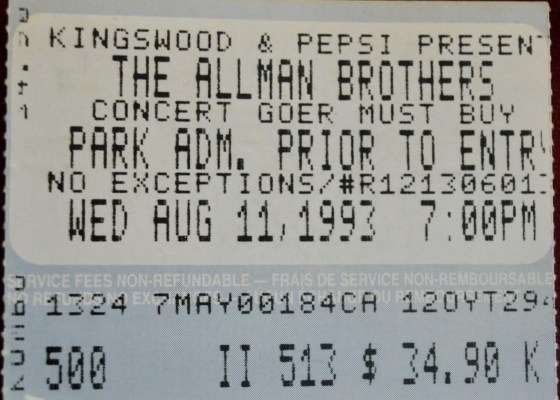 KINGSWOOD & PEPSI PRESENT
THE ALLMAN BROTHERS
CONCERT GOER MUST BUY
PARK ADM. PRIOR TO ENTRY
NO EXCEPTIONS/#R12130601
WED AUG 11,1993 7:00PM
SERVICE FEES NON-REFUNDABLE — FRAIS DE SERVICE NON-REMBOURSABLE
1324 7MAY00184CA 120YT294
500 II 513 $ 34.90 K